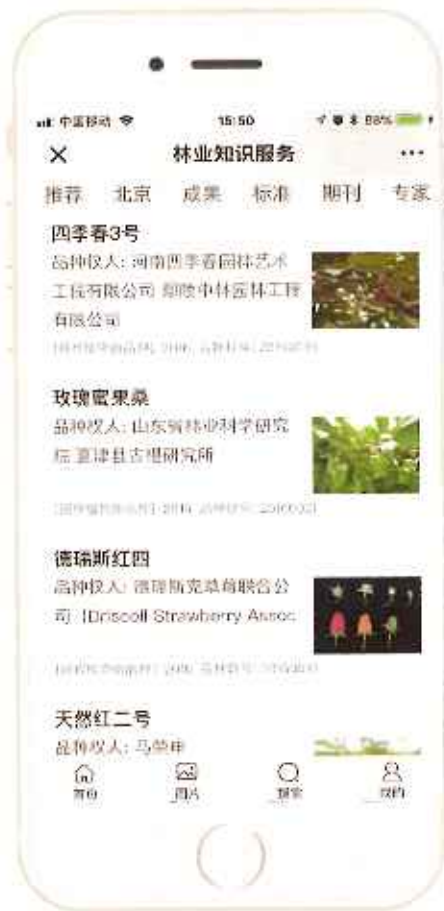 中国移动
15:50
98%
林业知识服务
推荐 北京 成果 标准 期刊 专家
四季春3号
品种权人: 河南四季春园林艺术
工程有限公司 鄢陵中林园林工程
有限公司
玫瑰蜜果桑
品种权人: 山东省林业科学研究
院 夏津县古桑研究所
德瑞斯红四
品种权人: 德瑞斯克草莓联合公
司 (Driscoll Strawberry Assoc
天然红二号
品种权人: 马荣申
图片
我的